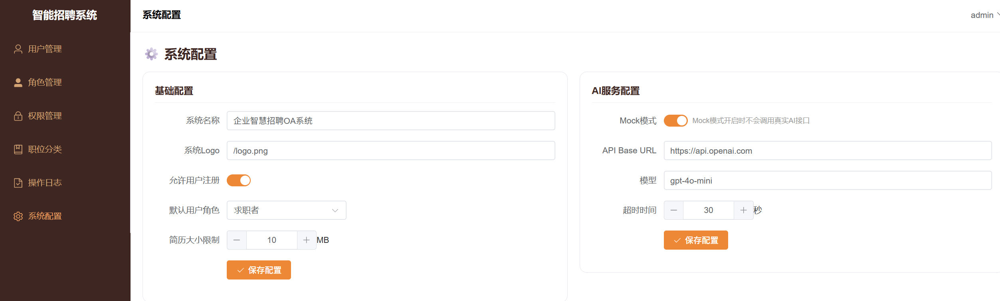 智能招聘系统
用户管理
角色管理
权限管理
职位分类
操作日志
系统配置
系统配置
admin
系统配置
基础配置
系统名称 企业智慧招聘OA系统
系统Logo /logo.png
允许用户注册
默认用户角色 求职者
简历大小限制 10 MB
保存配置
AI服务配置
Mock模式 Mock模式开启时不会调用真实AI接口
API Base URL https://api.openai.com
模型 gpt-4o-mini
超时时间 30 秒
保存配置